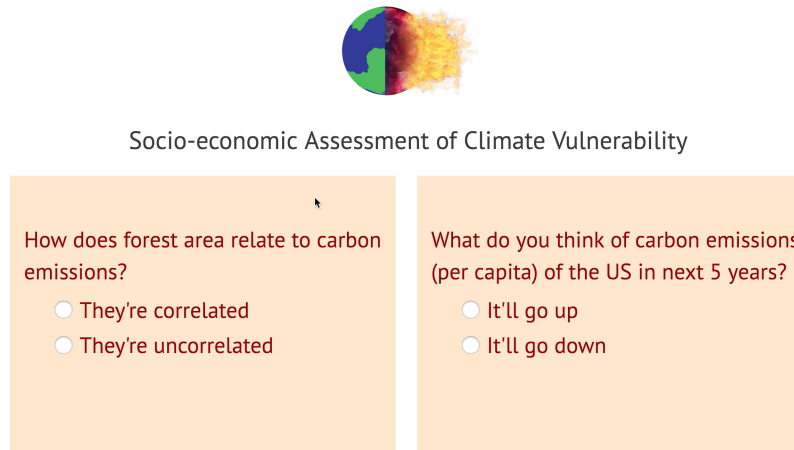 Socio-economic Assessment of Climate Vulnerability
How does forest area relate to carbon
emissions?
They're correlated
They're uncorrelated
What do you think of carbon emissions
(per capita) of the US in next 5 years?
It'll go up
It'll go down